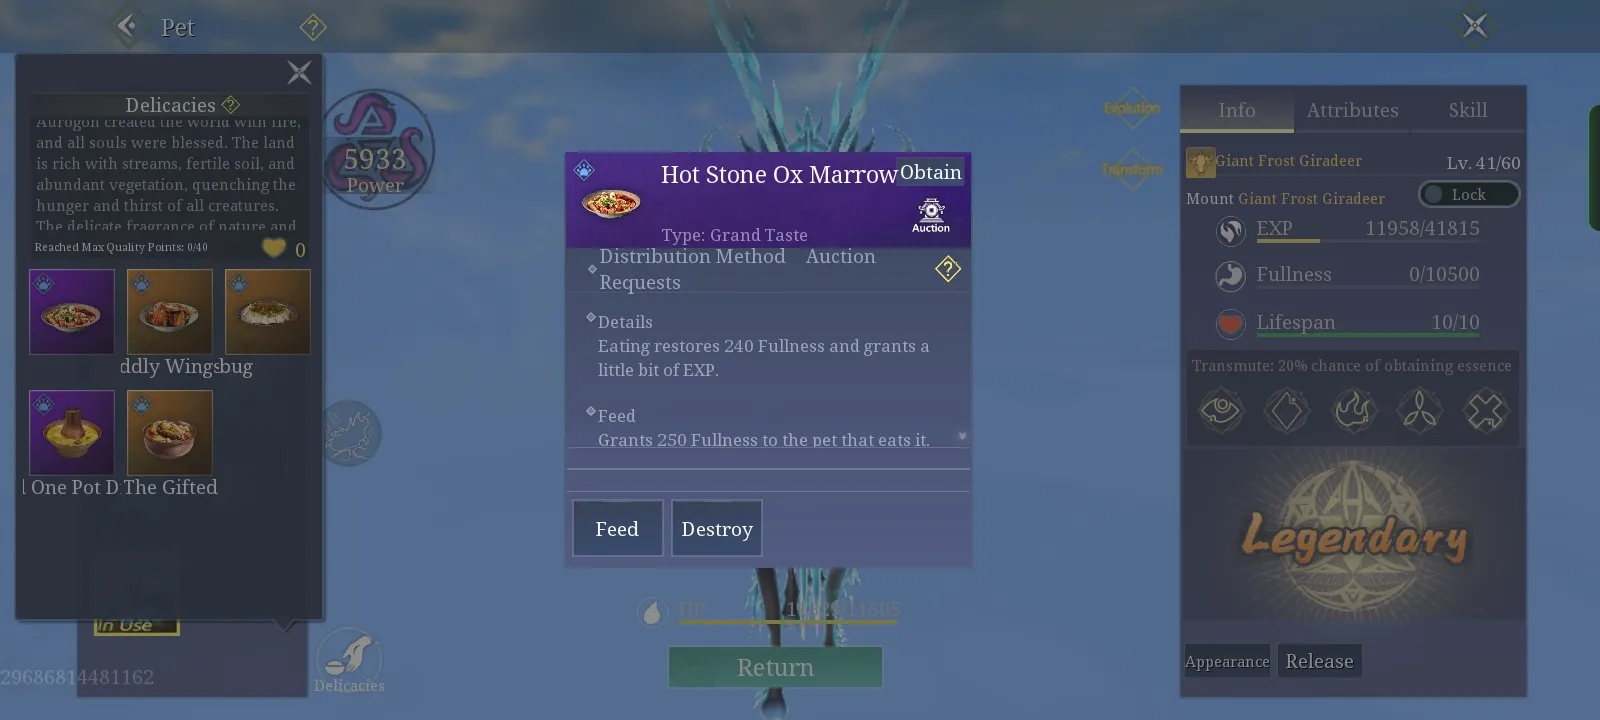 Pet
Delicacies
Aurogon created the world with fire,
and all souls were blessed. The land
is rich with streams, fertile soil, and
abundant vegetation, quenching the
hunger and thirst of all creatures.
The delicate fragrance of nature and
Reached Max Quality Points: 0/40
0
ddly Wingsbug
l One Pot D
The Gifted
In Use
29686814481162
5933
Power
Delicacies
Hot Stone Ox Marrow
Obtain
Auction
Type: Grand Taste
Distribution Method Auction
Requests
Details
Eating restores 240 Fullness and grants a
little bit of EXP.
Feed
Grants 250 Fullness to the pet that eats it.
Feed
Destroy
HP
Return
Evolution
Transform
Info
Attributes
Skill
Giant Frost Giradeer
Lv. 41/60
Mount Giant Frost Giradeer
Lock
EXP 11958/41815
Fullness 0/10500
Lifespan 10/10
Transmute: 20% chance of obtaining essence
Legendary
Appearance
Release